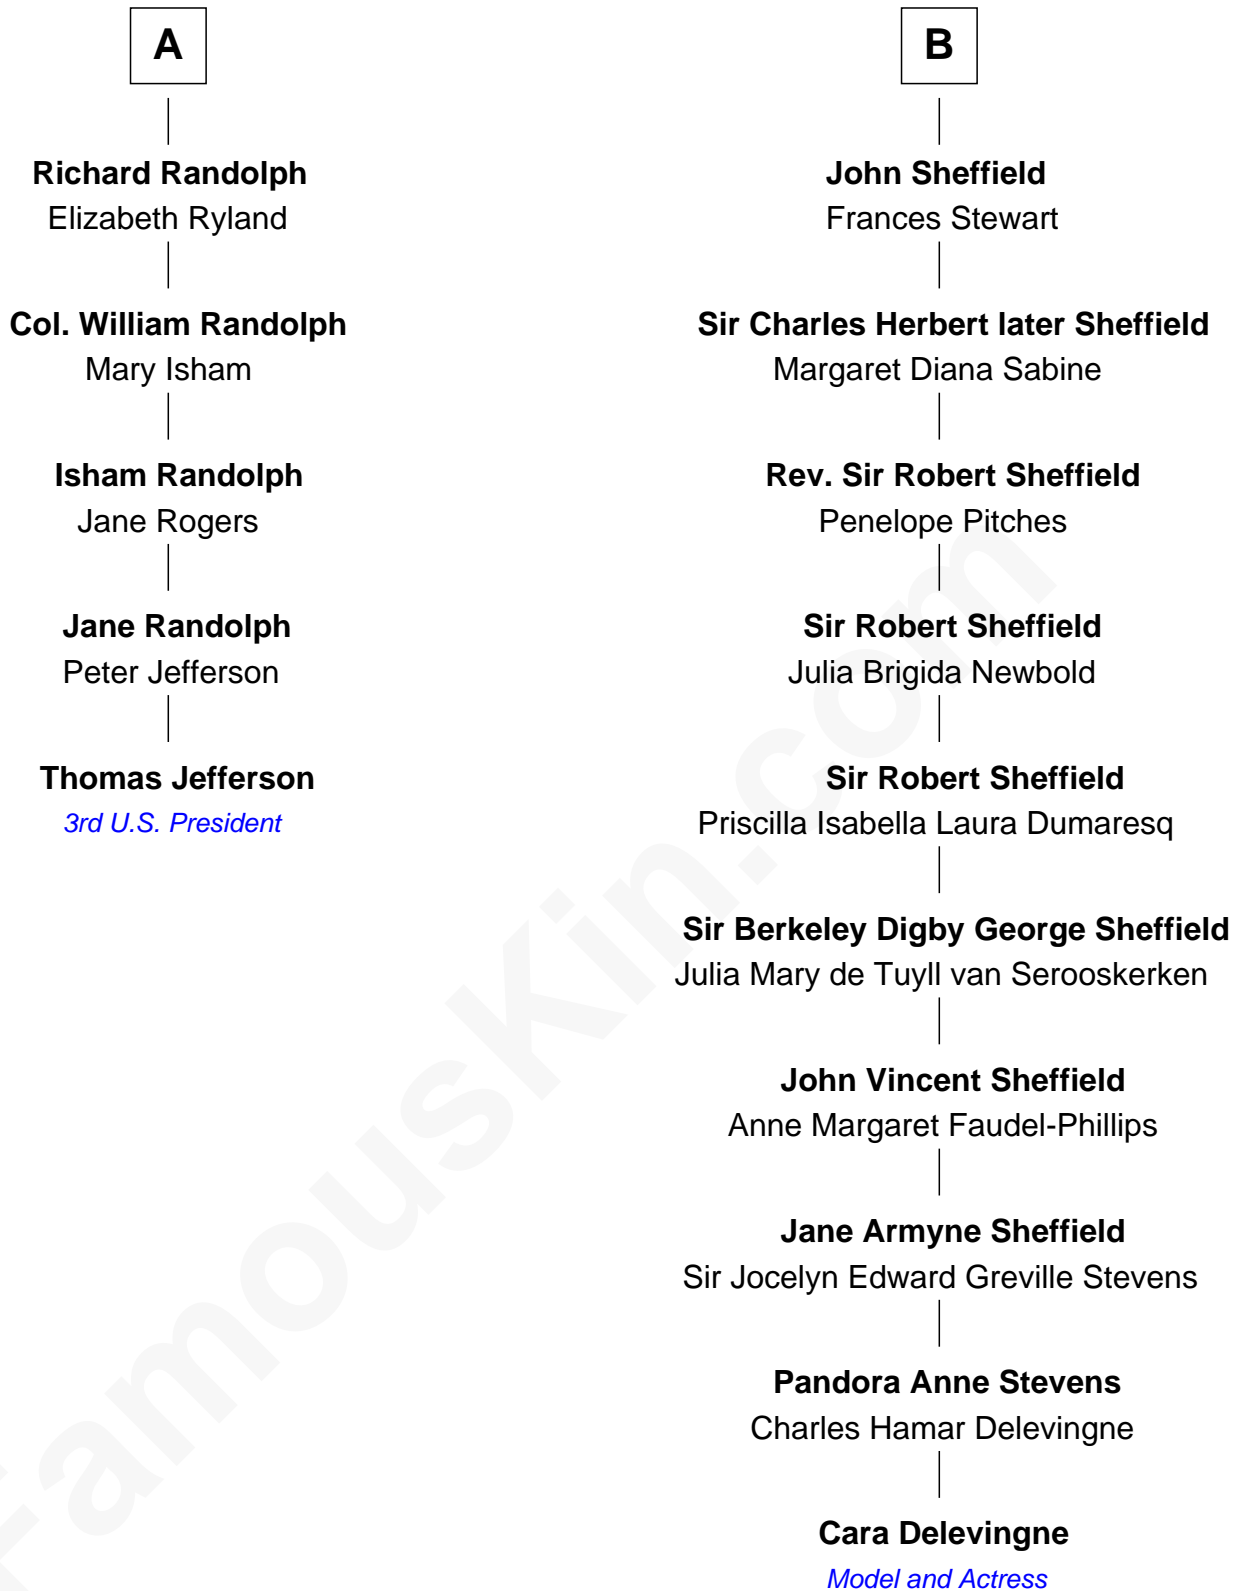 A
Richard Randolph
Elizabeth Ryland
Col. William Randolph
Mary Isham
Isham Randolph
Jane Rogers
Jane Randolph
Peter Jefferson
Thomas Jefferson
3rd U.S. President
B
John Sheffield
Frances Stewart
Sir Charles Herbert later Sheffield
Margaret Diana Sabine
Rev. Sir Robert Sheffield
Penelope Pitches
Sir Robert Sheffield
Julia Brigida Newbold
Sir Robert Sheffield
Priscilla Isabella Laura Dumaresq
Sir Berkeley Digby George Sheffield
Julia Mary de Tuyll van Serooskerken
John Vincent Sheffield
Anne Margaret Faudel-Phillips
Jane Armyne Sheffield
Sir Jocelyn Edward Greville Stevens
Pandora Anne Stevens
Charles Hamar Delevingne
Cara Delevingne
Model and Actress
FamousKin.com